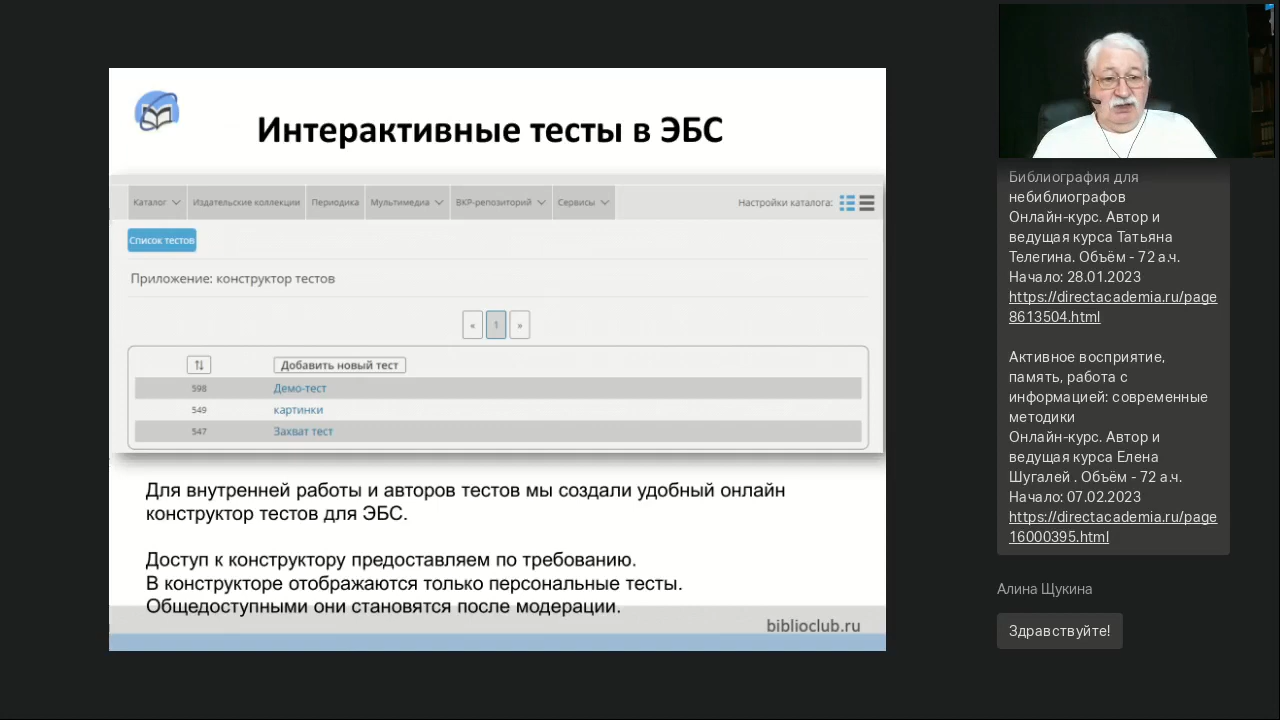 Интерактивные тесты в ЭБС
Каталог Издательские коллекции Периодика Мультимедиа ВКР-репозиторий Сервисы Настройки каталога:
Список тестов
Приложение: конструктор тестов
« 1 »
Добавить новый тест
598 Демо-тест
549 картинки
547 Захват тест
Для внутренней работы и авторов тестов мы создали удобный онлайн
конструктор тестов для ЭБС.
Доступ к конструктору предоставляем по требованию.
В конструкторе отображаются только персональные тесты.
Общедоступными они становятся после модерации.
biblioclub.ru
Библиография для
небиблиографов
Онлайн-курс. Автор и
ведущая курса Татьяна
Телегина. Объём - 72 а.ч.
Начало: 28.01.2023
https://directacademia.ru/page
8613504.html
Активное восприятие,
память, работа с
информацией: современные
методики
Онлайн-курс. Автор и
ведущая курса Елена
Шугалей . Объём - 72 а.ч.
Начало: 07.02.2023
https://directacademia.ru/page
16000395.html
Алина Щукина
Здравствуйте!